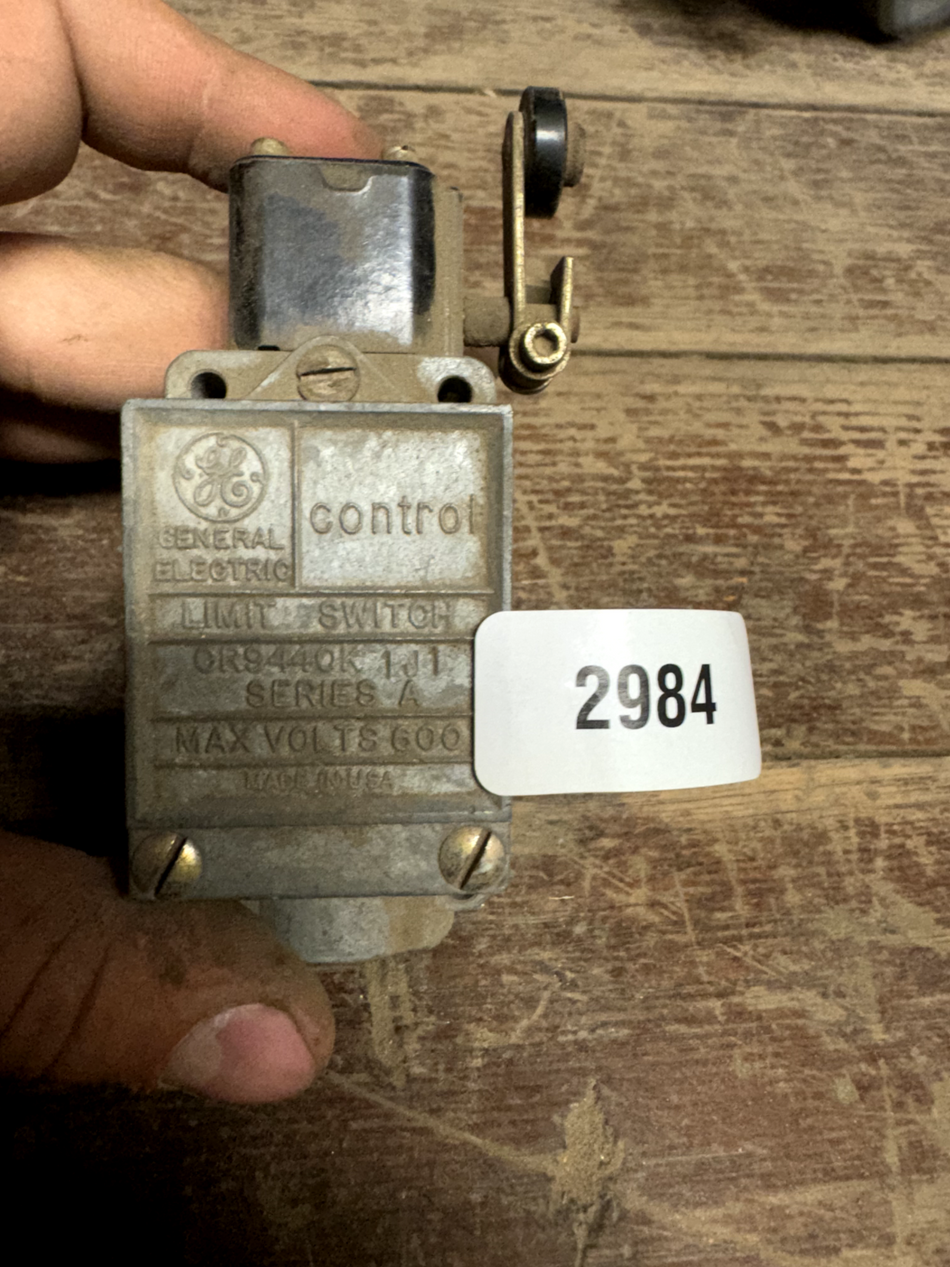 GE
GENERAL
ELECTRIC
control
LIMIT SWITCH
CR9440K 1J1
SERIES A
MAX VOLTS 600
MADE IN USA
2984